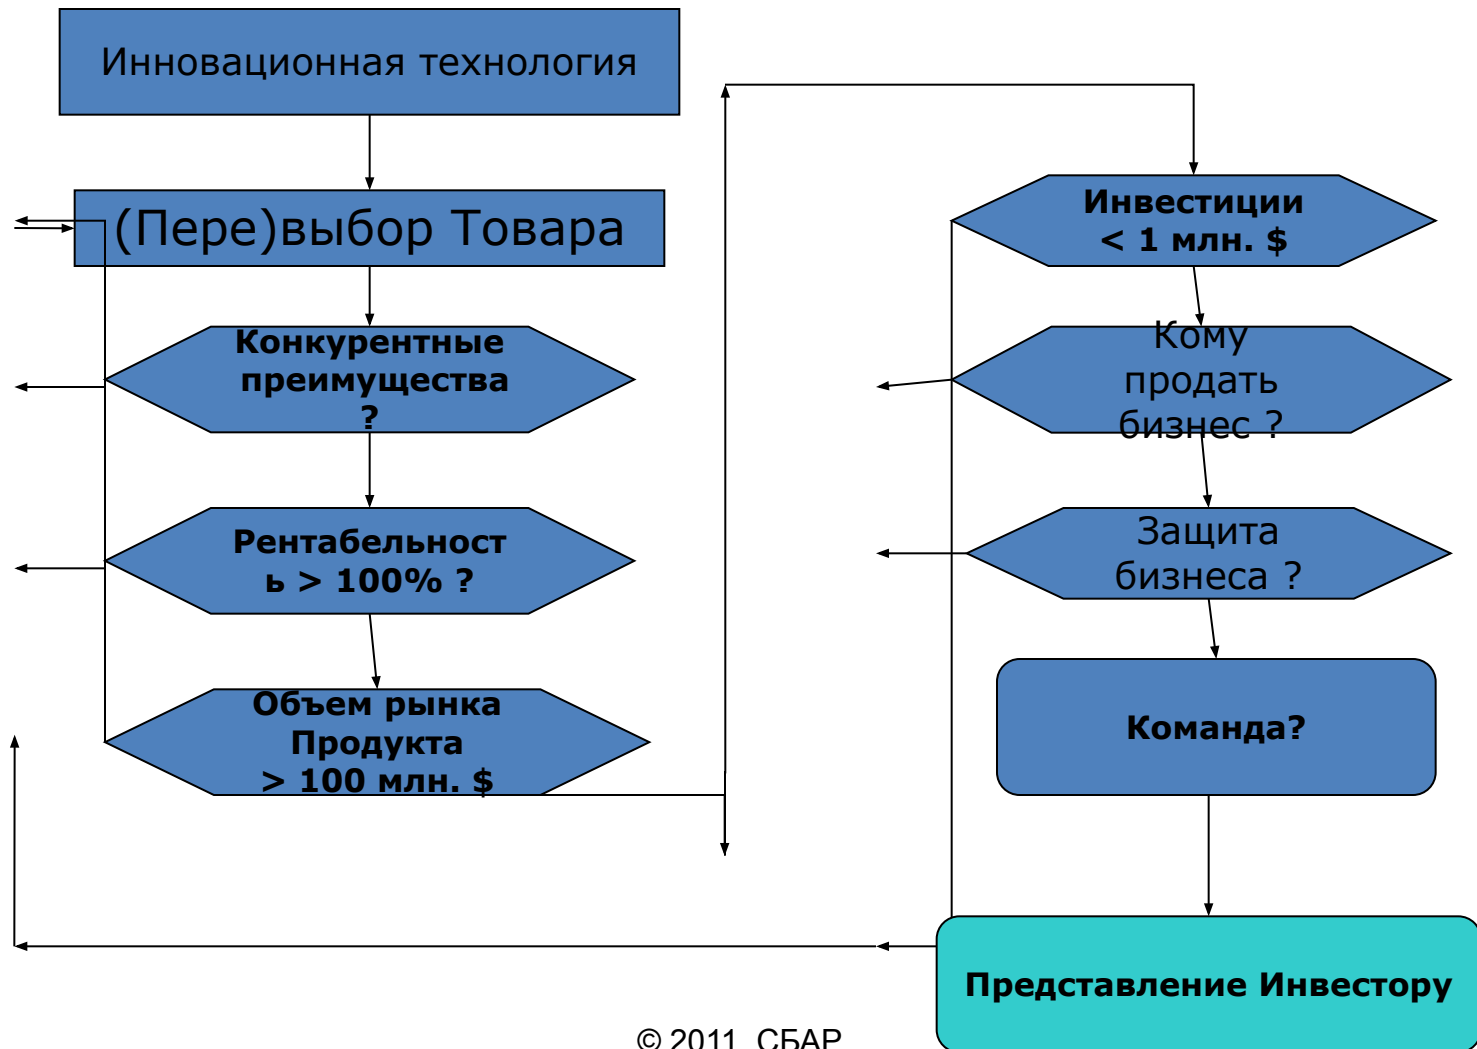 Инновационная технология
(Пере)выбор Товара
Конкурентные
преимущества
?
Рентабельност
ь > 100% ?
Объем рынка
Продукта
> 100 млн. $
Инвестиции
< 1 млн. $
Кому
продать
бизнес ?
Защита
бизнеса ?
Команда?
Представление Инвестору
© 2011 СБАР